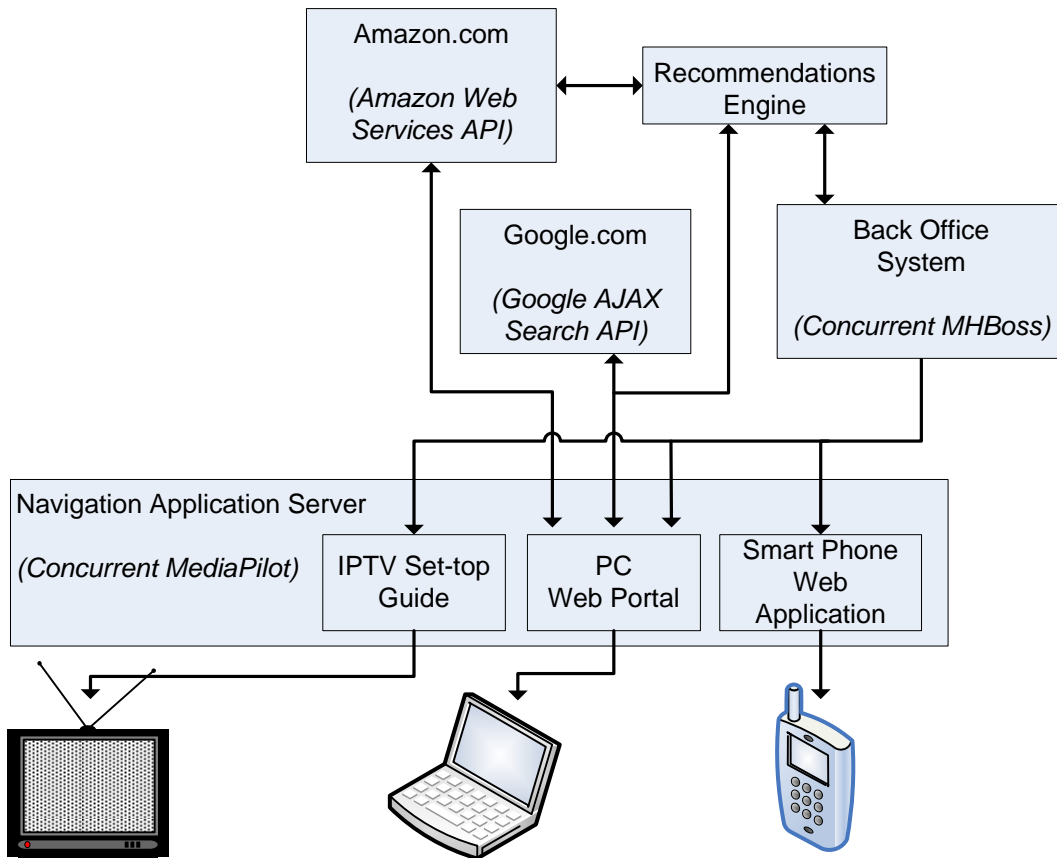 Amazon.com
(Amazon Web
Services API)
Recommendations
Engine
Google.com
(Google AJAX
Search API)
Back Office
System
(Concurrent MHBoss)
Navigation Application Server
(Concurrent MediaPilot)
IPTV Set-top
Guide
PC
Web Portal
Smart Phone
Web
Application